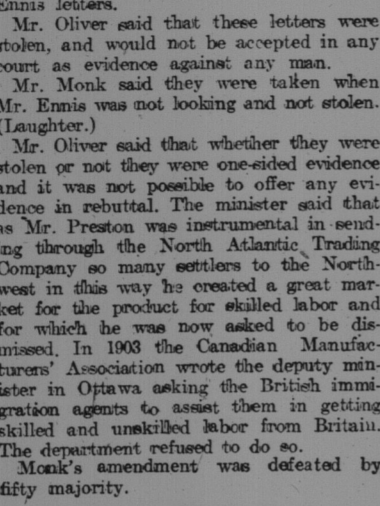 Ennis letters.
Mr. Oliver said that these letters were
stolen, and would not be accepted in any
court as evidence against any man.
Mr. Monk said they were taken when
Mr. Ennis was not looking and not stolen.
(Laughter.)
Mr. Oliver said that whether they were
stolen or not they were one-sided evidence
and it was not possible to offer any evi-
dence in rebuttal. The minister said that
as Mr. Preston was instrumental in send-
ing through the North Atlantic Trading
Company so many settlers to the North-
west in this way he created a great mar-
ket for the product for skilled labor and
for which he was now asked to be dis-
missed. In 1903 the Canadian Manufac-
turers' Association wrote the deputy min-
ister in Ottawa asking the British immi-
gration agents to assist them in getting
skilled and unskilled labor from Britain.
The department refused to do so.
Monk's amendment was defeated by
fifty majority.